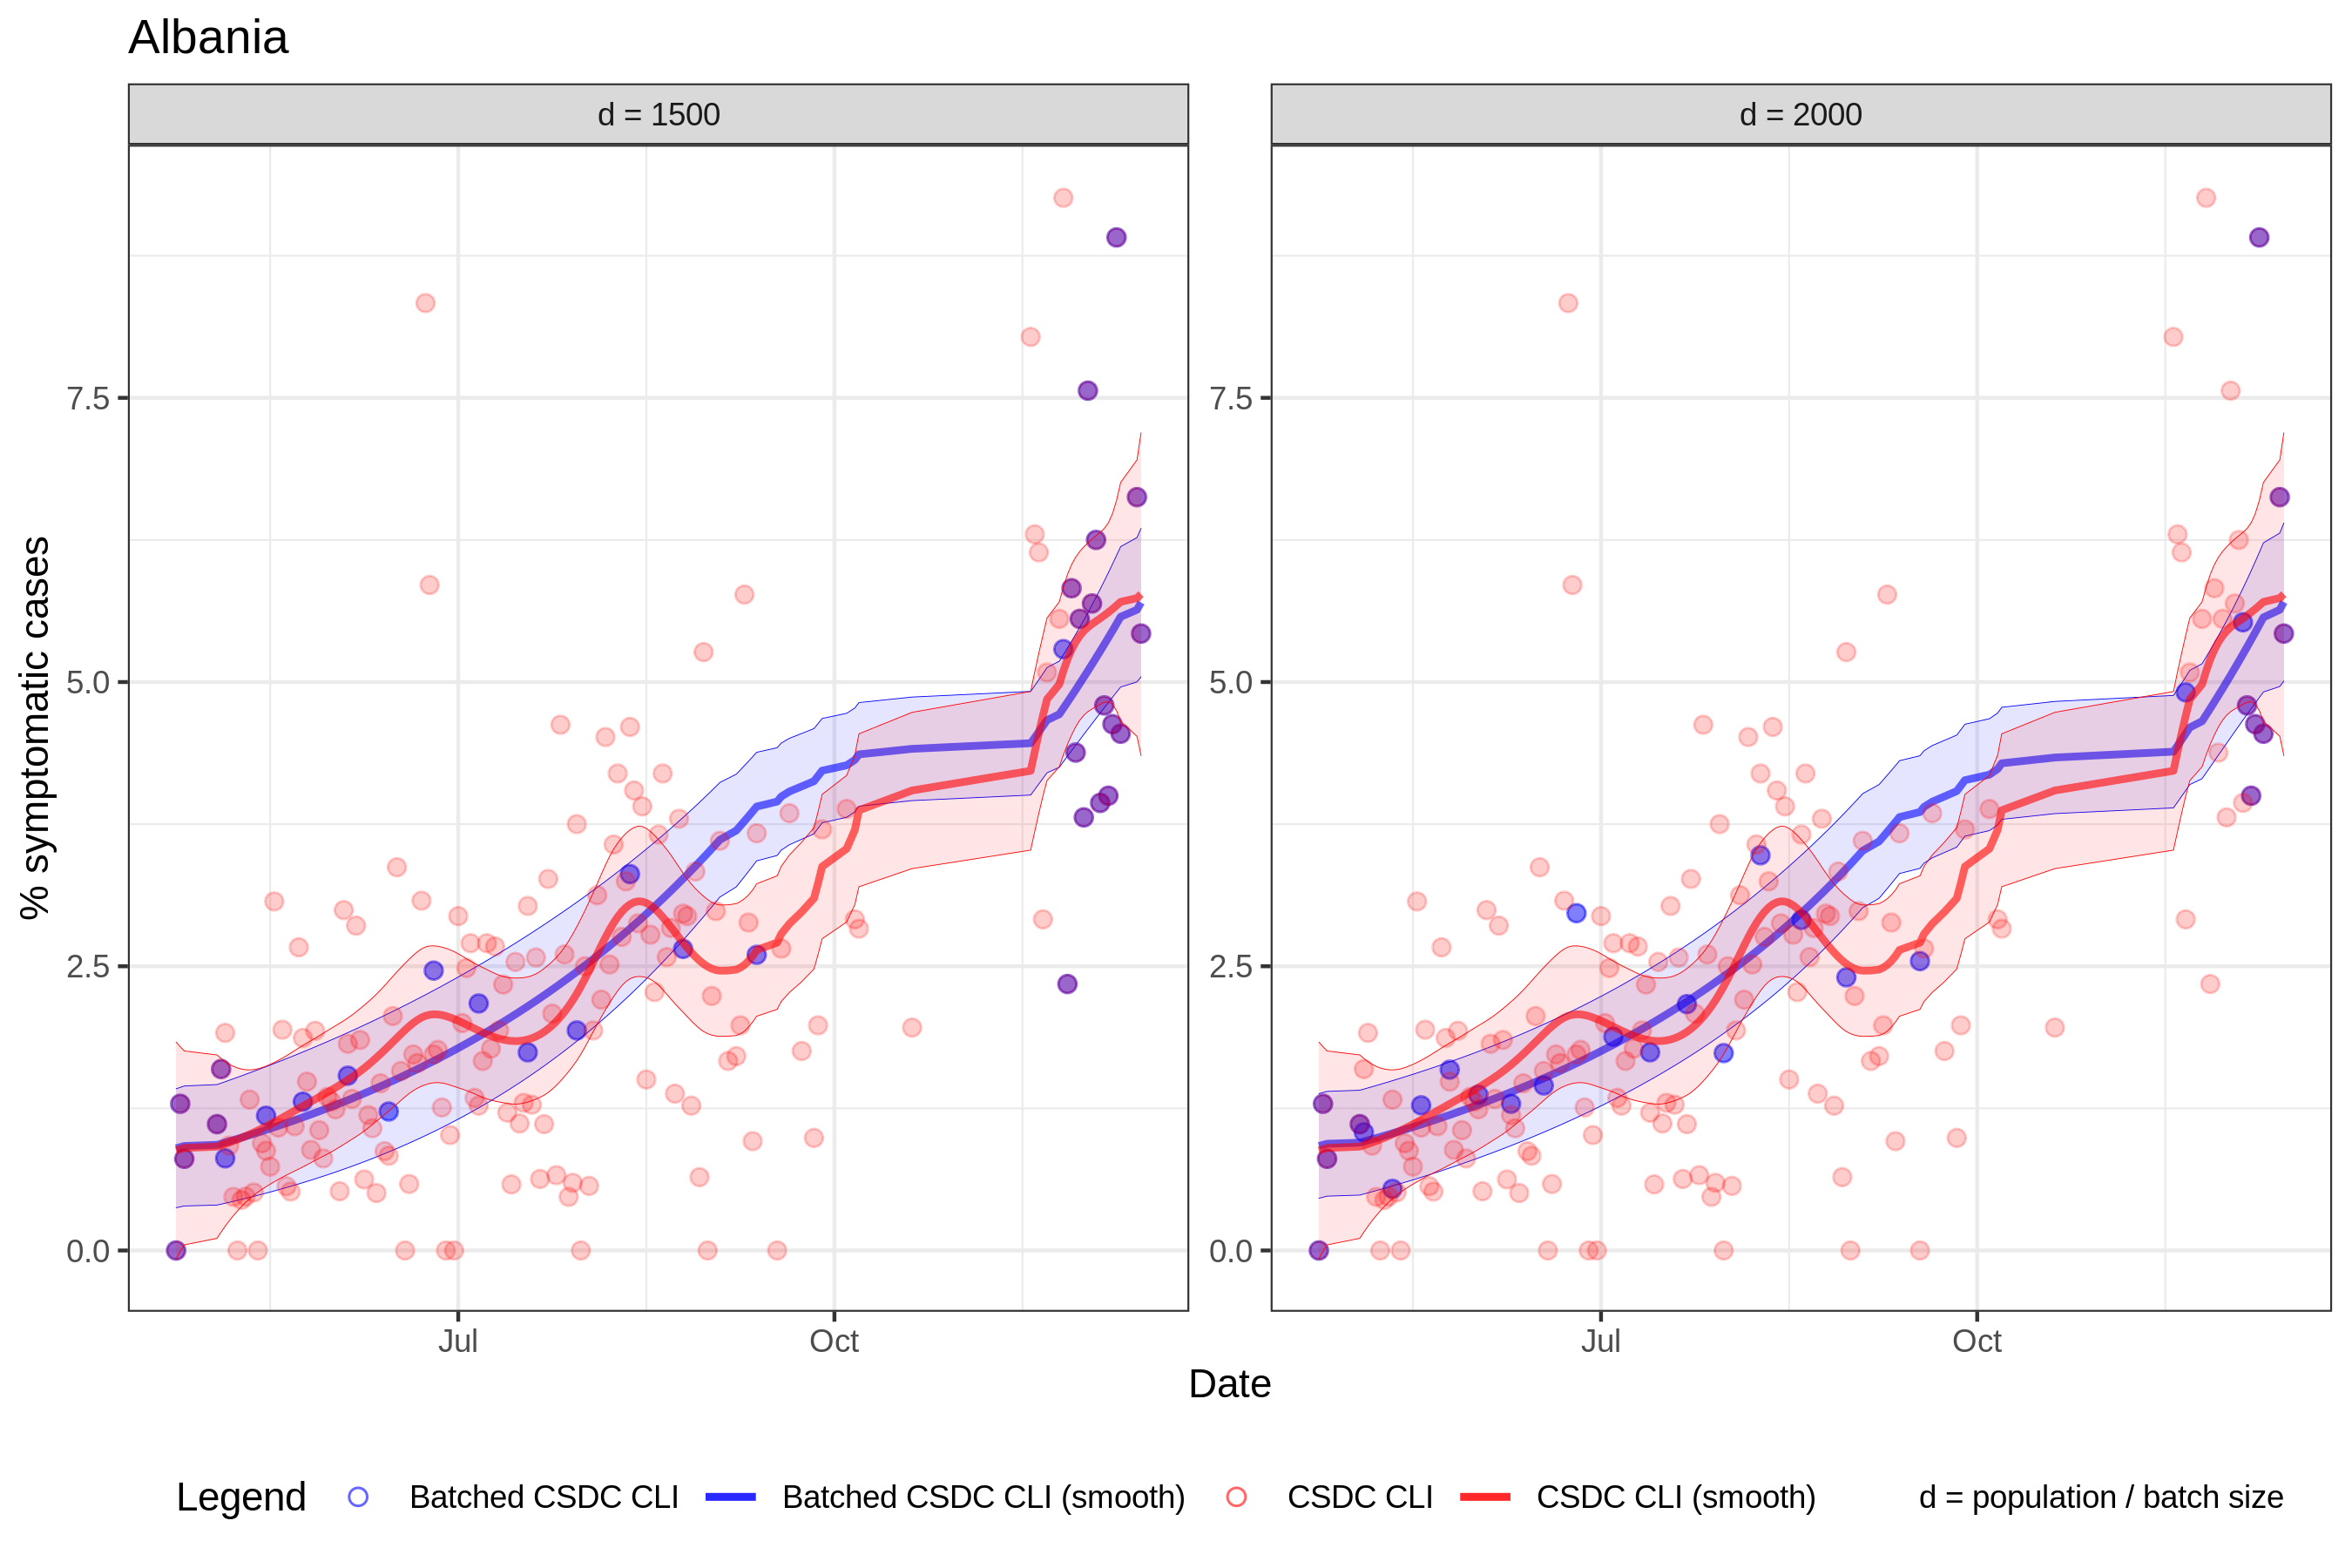 Albania
d = 1500
d = 2000
% symptomatic cases
7.5
5.0
2.5
0.0
7.5
5.0
2.5
0.0
Jul
Oct
Jul
Oct
Date
Legend
Batched CSDC CLI
Batched CSDC CLI (smooth)
CSDC CLI
CSDC CLI (smooth)
d = population / batch size